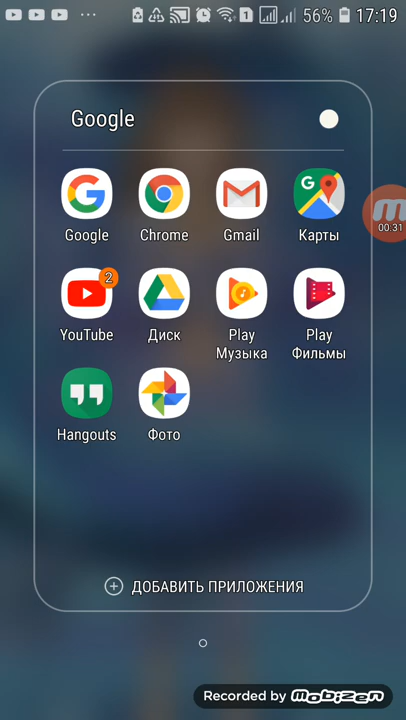 1 56% 17:19
Google
G
00:31
Google Chrome Gmail Карты
2
YouTube Диск Play Музыка Play Фильмы
Hangouts Фото
ДОБАВИТЬ ПРИЛОЖЕНИЯ
Recorded by mobizen